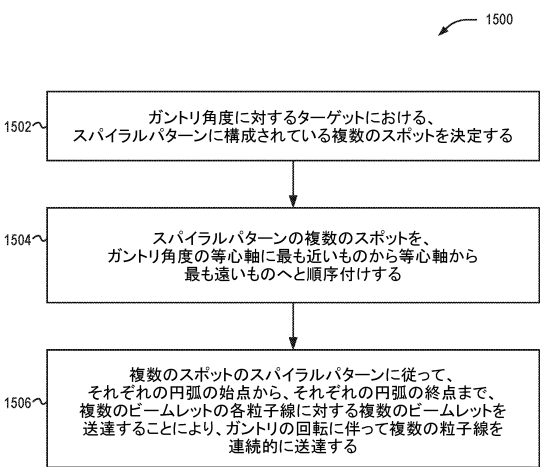 1500
1502
ガントリ角度に対するターゲットにおける、
スパイラルパターンに構成されている複数のスポットを決定する
1504
スパイラルパターンの複数のスポットを、
ガントリ角度の等心軸に最も近いものから等心軸から
最も遠いものへと順序付けする
1506
複数のスポットのスパイラルパターンに従って、
それぞれの円弧の始点から、それぞれの円弧の終点まで、
複数のビームレットの各粒子線に対する複数のビームレットを
送達することにより、ガントリの回転に伴って複数の粒子線を
連続的に送達する